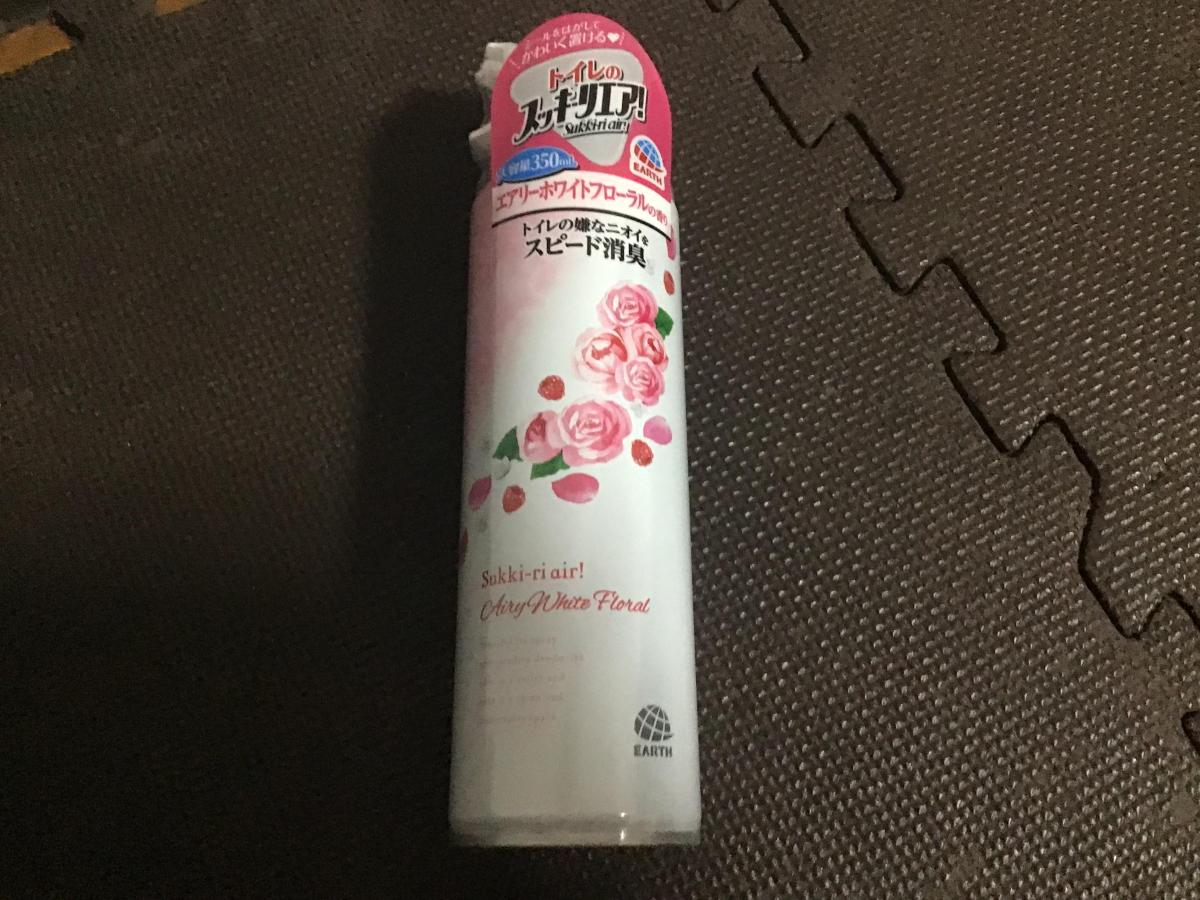 シールをはがして
かわいく置ける♥!
トイレの
スッキーリエア!
Sukki-ri air!
大容量350mL
EARTH
エアリーホワイトフローラルの香り
トイレの嫌なニオイを
スピード消臭
Sukki-ri air!
Airy White Floral
EARTH